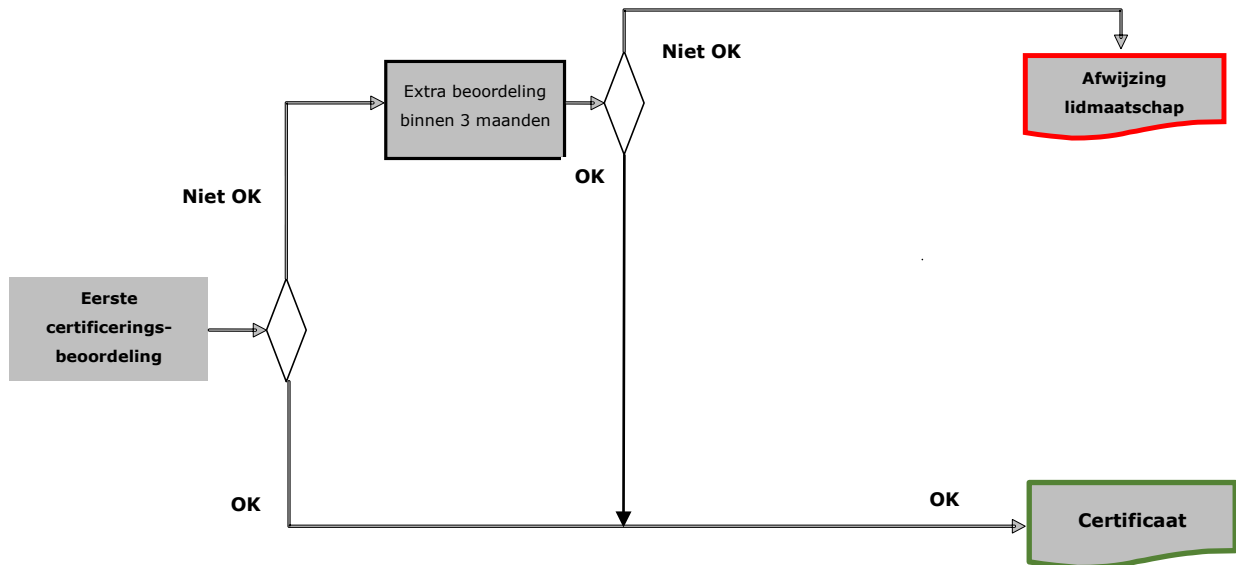 Niet OK
Afwijzing
lidmaatschap
Extra beoordeling
binnen 3 maanden
OK
Niet OK
Eerste
certificerings-
beoordeling
OK
OK
Certificaat